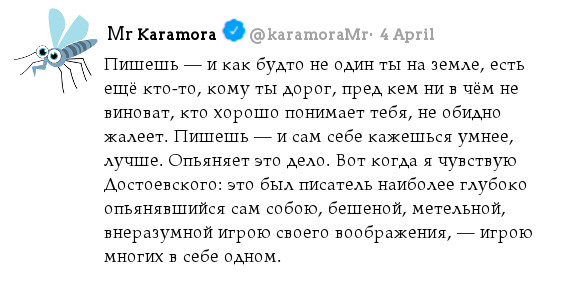 Mr Karamora @karamoraMr· 4 April
Пишешь — и как будто не один ты на земле, есть
ещё кто-то, кому ты дорог, пред кем ни в чём не
виноват, кто хорошо понимает тебя, не обидно
жалеет. Пишешь — и сам себе кажешься умнее,
лучше. Опьяняет это дело. Вот когда я чувствую
Достоевского: это был писатель наиболее глубоко
опьянявшийся сам собою, бешеной, метельной,
внеразумной игрою своего воображения, — игрою
многих в себе одном.